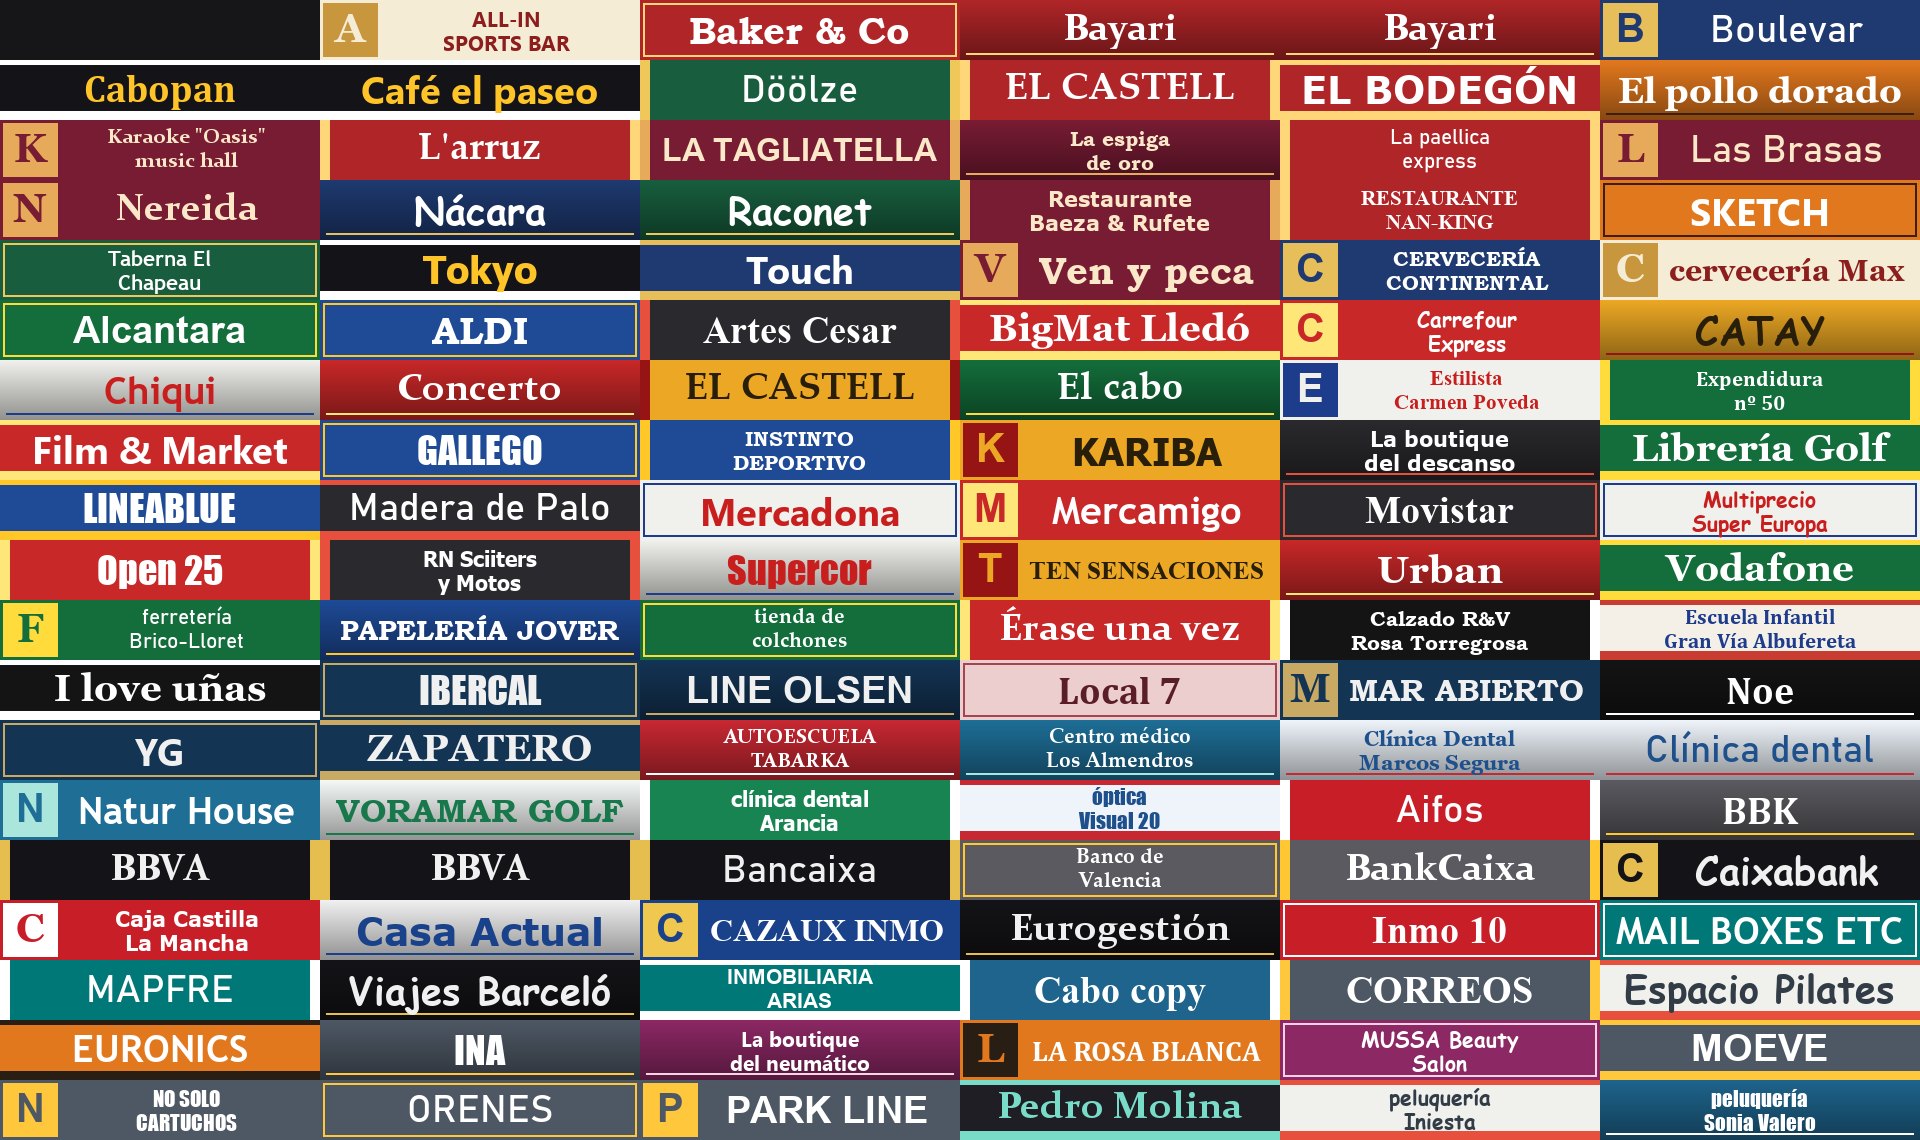 A
ALL-IN
SPORTS BAR
Baker & Co
Bayari
Bayari
B
Boulevar
Cabopan
Café el paseo
Döölze
EL CASTELL
EL BODEGÓN
El pollo dorado
K
Karaoke "Oasis"
music hall
L'arruz
LA TAGLIATELLA
La espiga
de oro
La paellica
express
L
Las Brasas
N
Nereida
Nácara
Raconet
Restaurante
Baeza & Rufete
RESTAURANTE
NAN-KING
SKETCH
Taberna El
Chapeau
Tokyo
Touch
V
Ven y peca
C
CERVECERÍA
CONTINENTAL
C
cervecería Max
Alcantara
ALDI
Artes Cesar
BigMat Lledó
C
Carrefour
Express
CATAY
Chiqui
Concerto
EL CASTELL
El cabo
E
Estilista
Carmen Poveda
Expendidura
nº 50
Film & Market
GALLEGO
INSTINTO
DEPORTIVO
K
KARIBA
La boutique
del descanso
Librería Golf
LINEABLUE
Madera de Palo
Mercadona
M
Mercamigo
Movistar
Multiprecio
Super Europa
Open 25
RN Sciiters
y Motos
Supercor
T
TEN SENSACIONES
Urban
Vodafone
F
ferretería
Brico-Lloret
PAPELERÍA JOVER
tienda de
colchones
Érase una vez
Calzado R&V
Rosa Torregrosa
Escuela Infantil
Gran Vía Albufereta
I love uñas
IBERCAL
LINE OLSEN
Local 7
M
MAR ABIERTO
Noe
YG
ZAPATERO
AUTOESCUELA
TABARKA
Centro médico
Los Almendros
Clínica Dental
Marcos Segura
Clínica dental
N
Natur House
VORAMAR GOLF
clínica dental
Arancia
óptica
Visual 20
Aifos
BBK
BBVA
BBVA
Bancaixa
Banco de
Valencia
BankCaixa
C
Caixabank
C
Caja Castilla
La Mancha
Casa Actual
C
CAZAUX INMO
Eurogestión
Inmo 10
MAIL BOXES ETC
MAPFRE
Viajes Barceló
INMOBILIARIA
ARIAS
Cabo copy
CORREOS
Espacio Pilates
EURONICS
INA
La boutique
del neumático
L
LA ROSA BLANCA
MUSSA Beauty
Salon
MOEVE
N
NO SOLO
CARTUCHOS
ORENES
P
PARK LINE
Pedro Molina
peluquería
Iniesta
peluquería
Sonia Valero